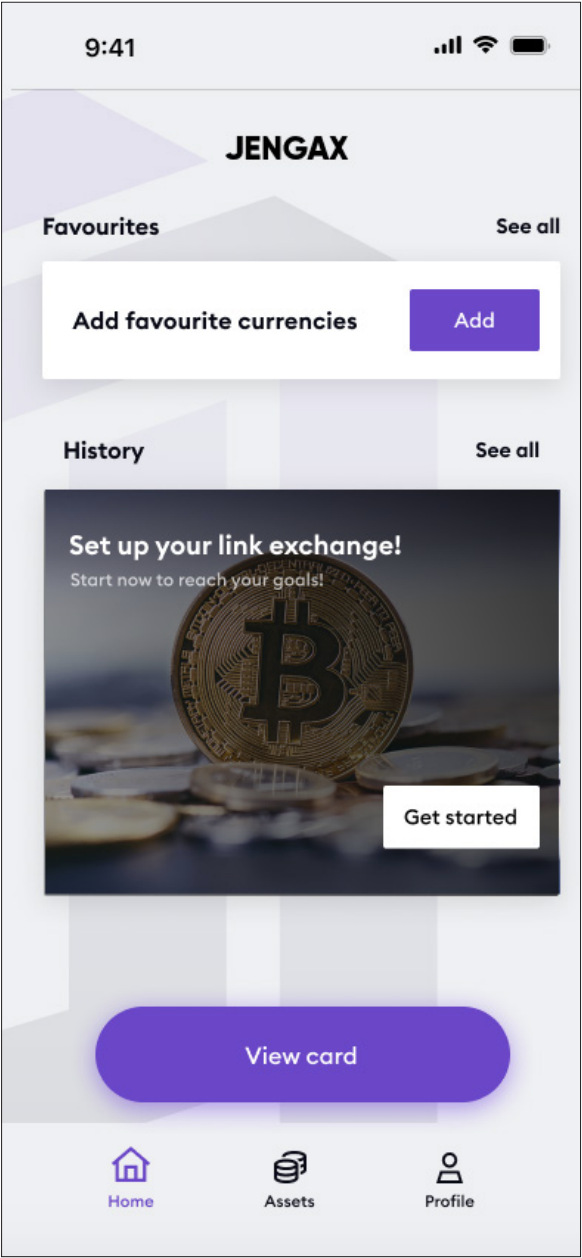 9:41
JENGAX
Favourites
See all
Add favourite currencies
Add
History
See all
Set up your link exchange!
Start now to reach your goals!
Get started
View card
Home
Assets
Profile